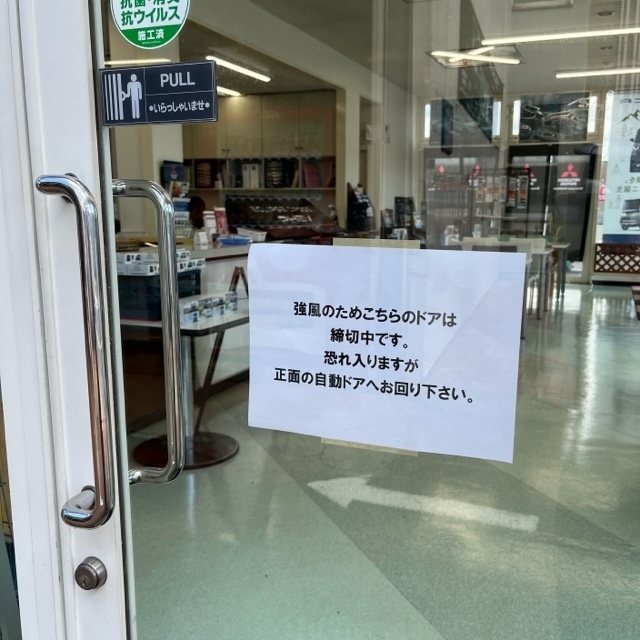 抗ウイルス
施工済
PULL
●いらっしゃいませ●
強風のためこちらのドアは
締切中です。
恐れ入りますが
正面の自動ドアへお回り下さい。